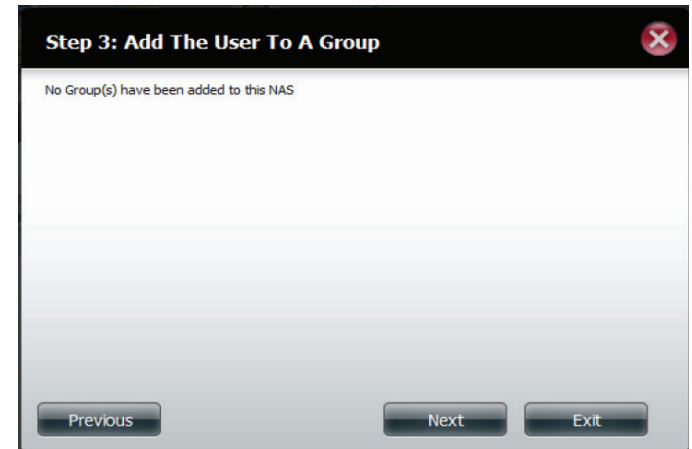 Step 3: Add The User To A Group
No Group(s) have been added to this NAS
Previous Next Exit